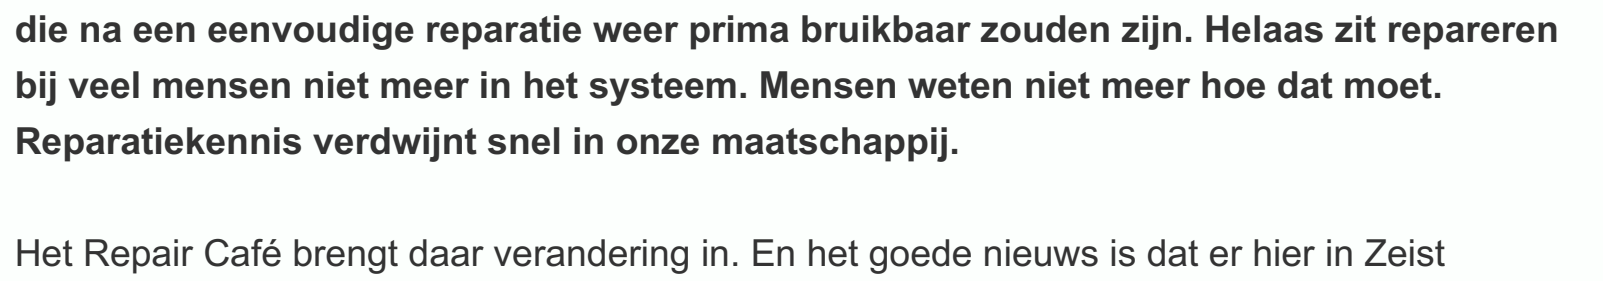 die na een eenvoudige reparatie weer prima bruikbaar zouden zijn. Helaas zit repareren
bij veel mensen niet meer in het systeem. Mensen weten niet meer hoe dat moet.
Reparatiekennis verdwijnt snel in onze maatschappij.
Het Repair Café brengt daar verandering in. En het goede nieuws is dat er hier in Zeist